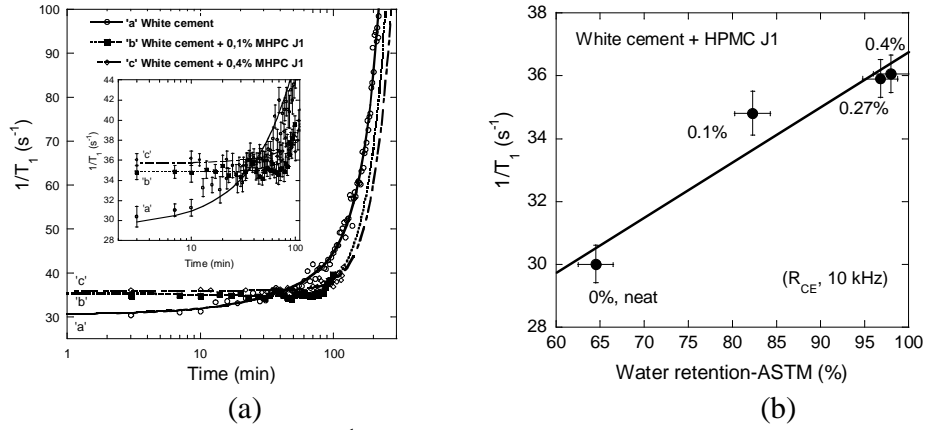 'a' White cement
'b' White cement + 0,1% MHPC J1
'c' White cement + 0,4% MHPC J1
100
90
80
70
60
50
40
30
1/T1 (s-1)
1
10
100
Time (min)
'c'
'b'
'a'
44
42
40
38
36
34
32
30
28
1/T1 (s-1)
10
100
Time (min)
'c'
'b'
'a'
(a)
White cement + HPMC J1
38
36
34
32
30
28
1/T1 (s-1)
0.4%
0.27%
0.1%
0%, neat
(RCE, 10 kHz)
60 65 70 75 80 85 90 95 100
Water retention-ASTM (%)
(b)